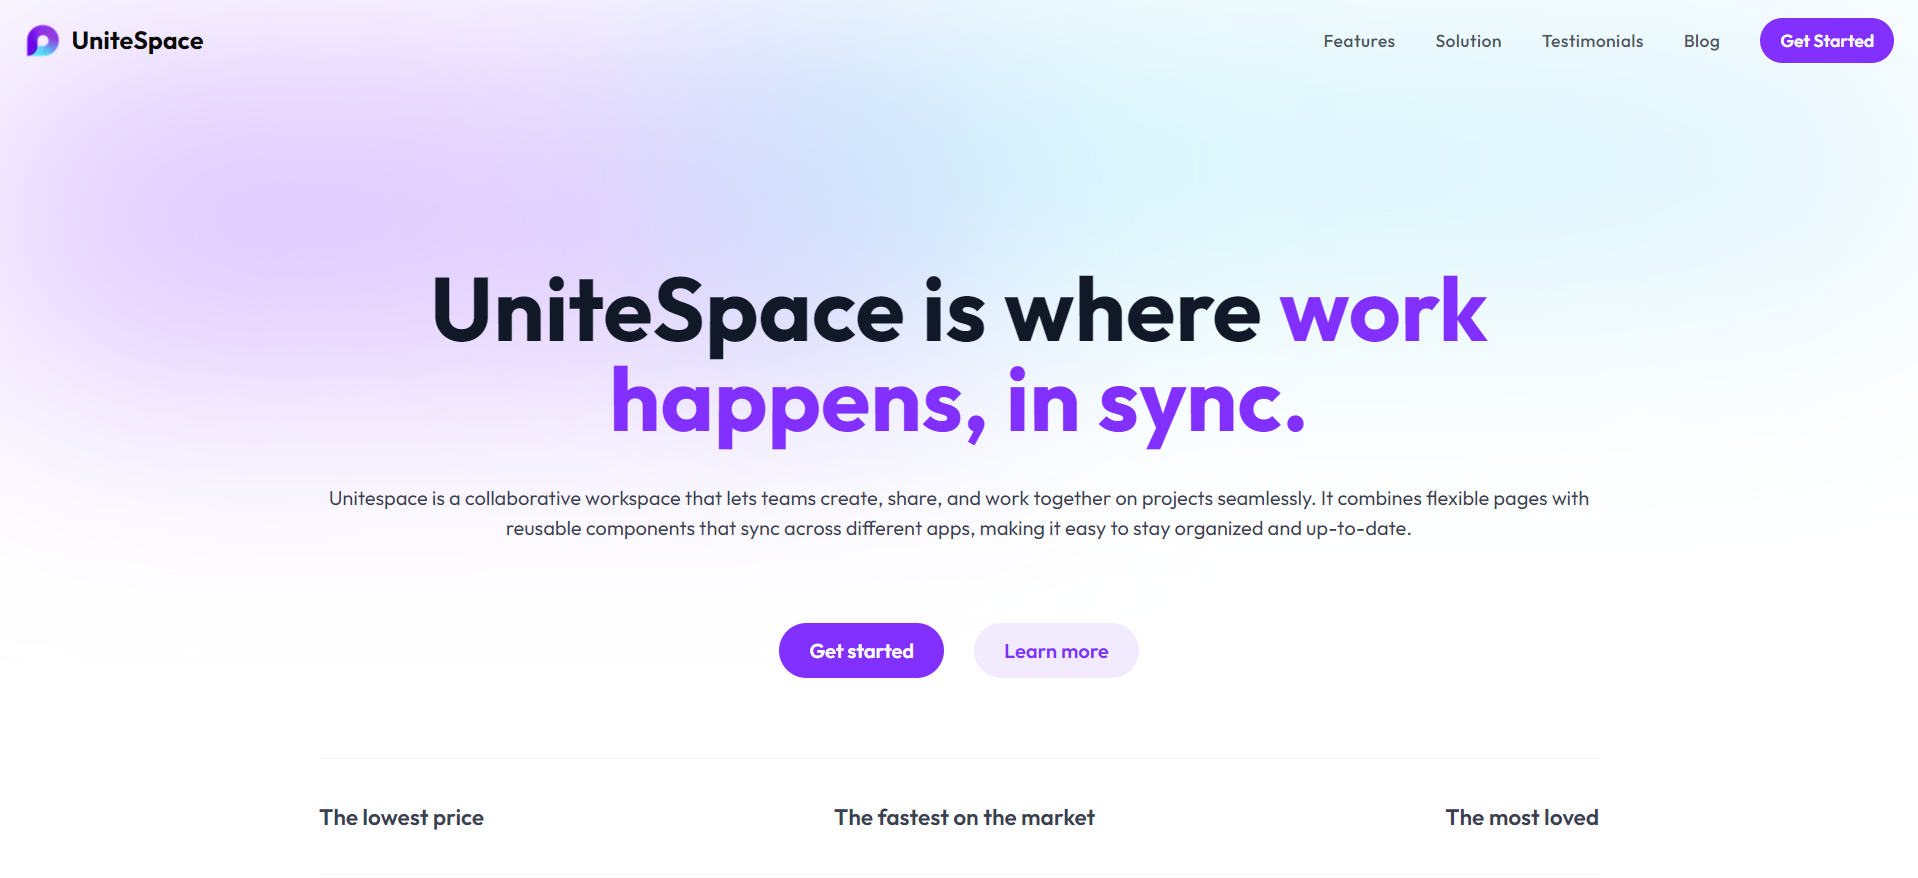 UniteSpace
Features
Solution
Testimonials
Blog
Get Started
UniteSpace is where work
happens, in sync.
Unitespace is a collaborative workspace that lets teams create, share, and work together on projects seamlessly. It combines flexible pages with
reusable components that sync across different apps, making it easy to stay organized and up-to-date.
Get started
Learn more
The lowest price
The fastest on the market
The most loved